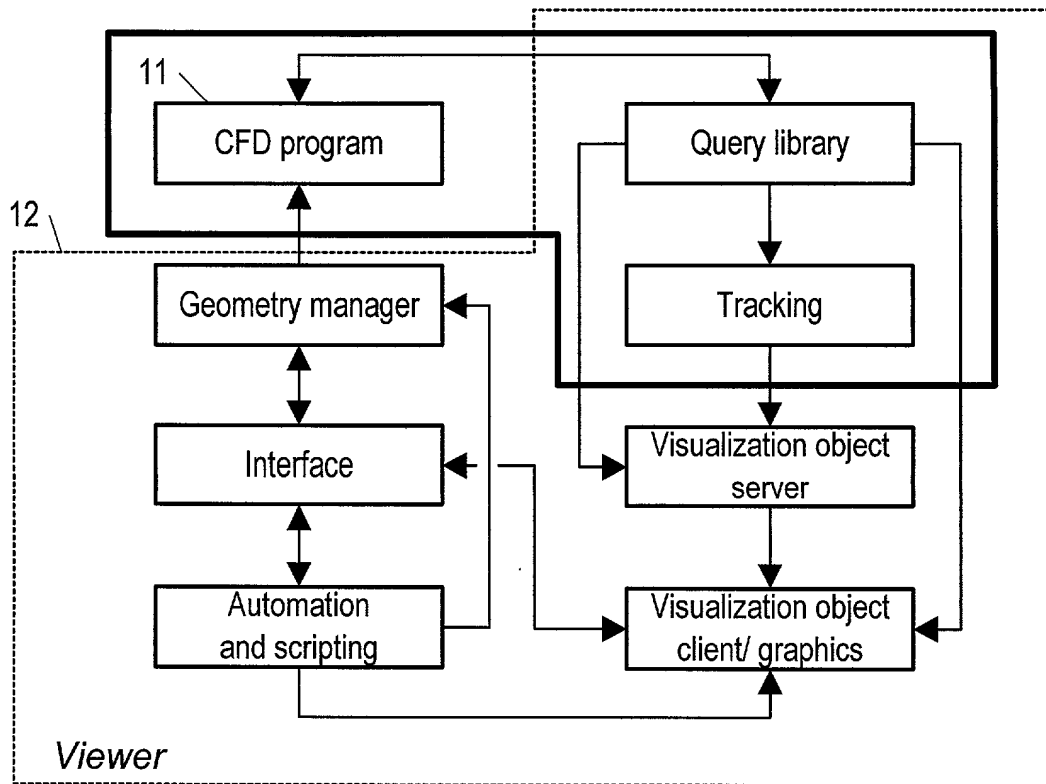 11
CFD program
Query library
12
Geometry manager
Tracking
Interface
Visualization object
server
Automation
and scripting
Visualization object
client/ graphics
Viewer